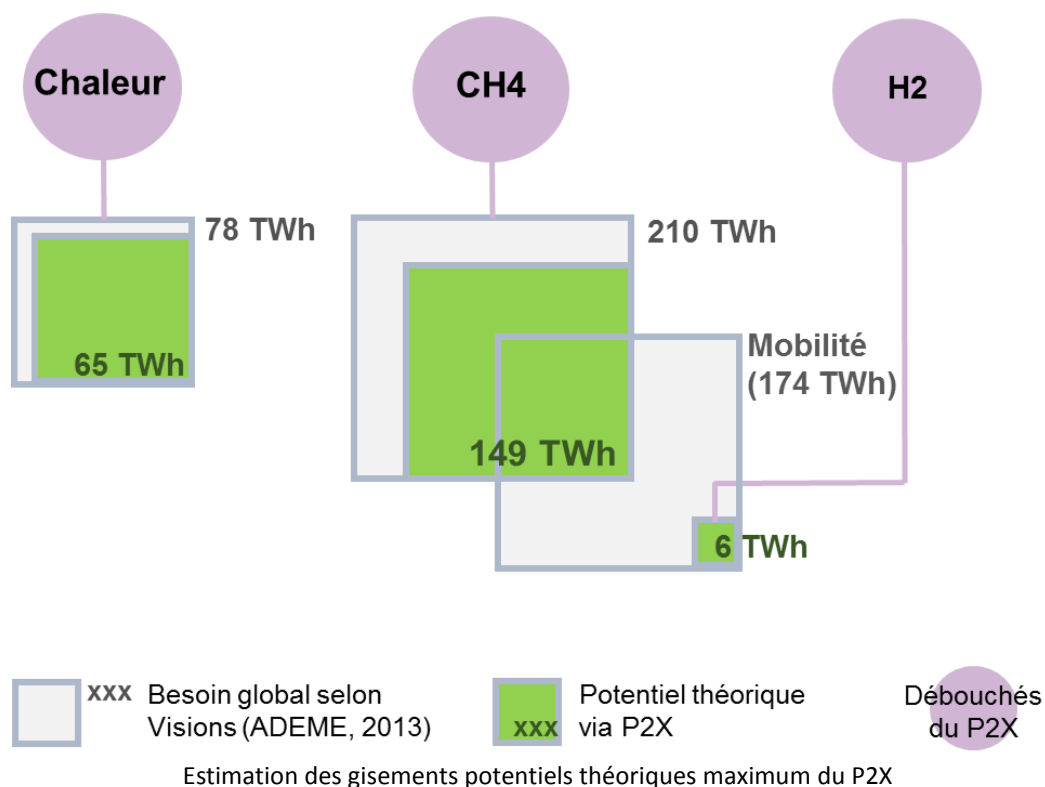 Chaleur
CH4
H2
78 TWh
65 TWh
210 TWh
149 TWh
Mobilité
(174 TWh)
6 TWh
xxx Besoin global selon
Visions (ADEME, 2013)
xxx
Potentiel théorique
via P2X
Débouchés
du P2X
Estimation des gisements potentiels théoriques maximum du P2X